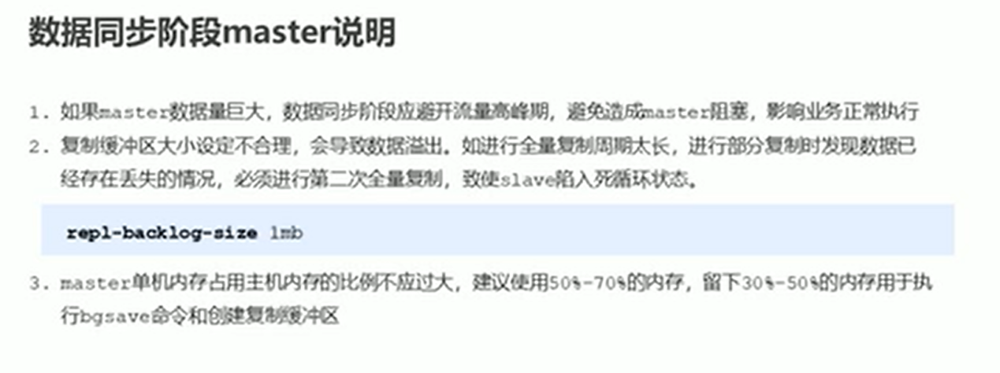 数据同步阶段master说明
1. 如果master数据量巨大，数据同步阶段应避开流量高峰期，避免造成master阻塞，影响业务正常执行
2. 复制缓冲区大小设定不合理，会导致数据溢出。如进行全量复制周期太长，进行部分复制时发现数据已
经存在丢失的情况，必须进行第二次全量复制，致使slave陷入死循环状态。
repl-backlog-size 1mb
3. master单机内存占用主机内存的比例不应过大，建议使用50%-70%的内存，留下30%-50%的内存用于执
行bgsave命令和创建复制缓冲区